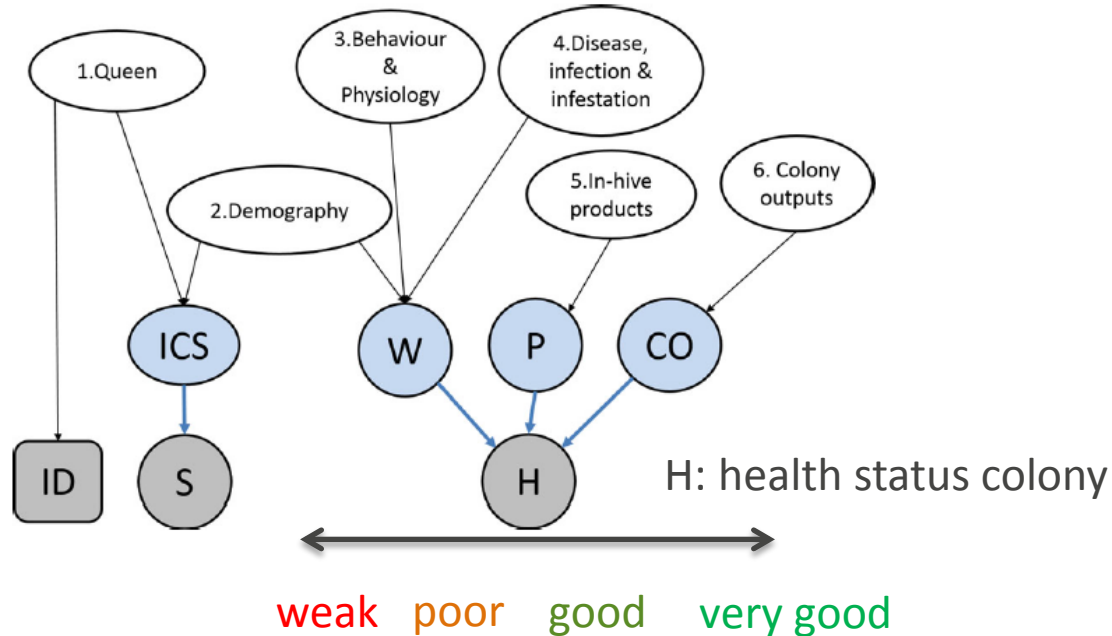 1.Queen
3.Behaviour
&
Physiology
4.Disease,
infection &
infestation
2.Demography
5.In-hive
products
6. Colony
outputs
ICS
W
P
CO
ID
S
H
H: health status colony
weak poor good very good